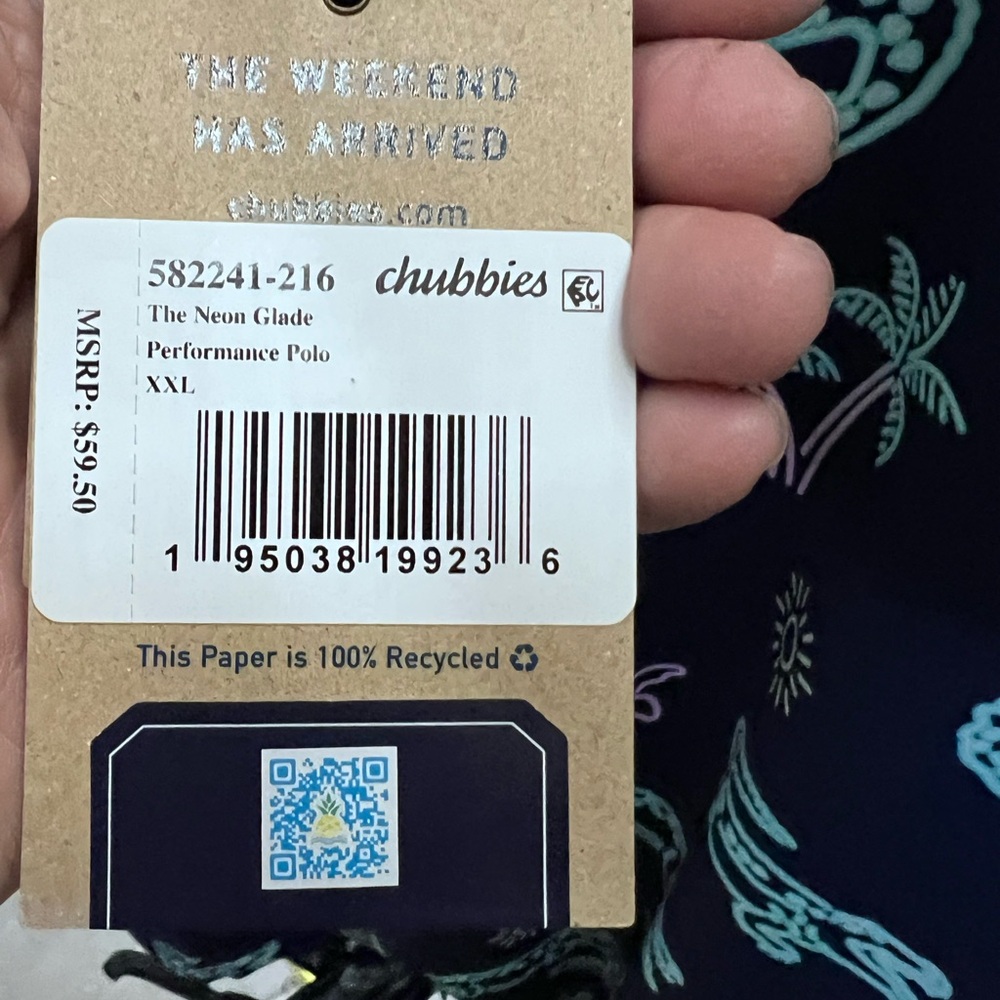 THE WEEKEND
HAS ARRIVED
chubbies.com
582241-216 chubbies
The Neon Glade
Performance Polo
XXL
MSRP: $59.50
1 95038 19923 6
This Paper is 100% Recycled